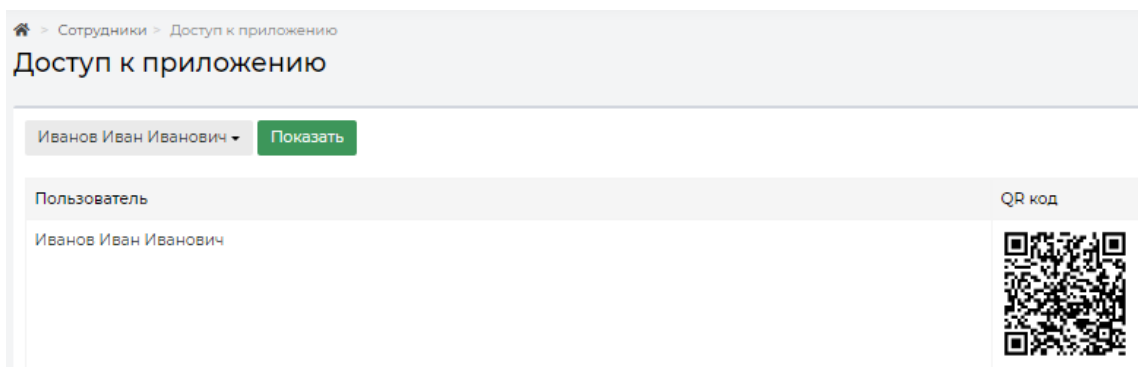 > Сотрудники > Доступ к приложению
Доступ к приложению
Иванов Иван Иванович Показать
Пользователь QR код
Иванов Иван Иванович